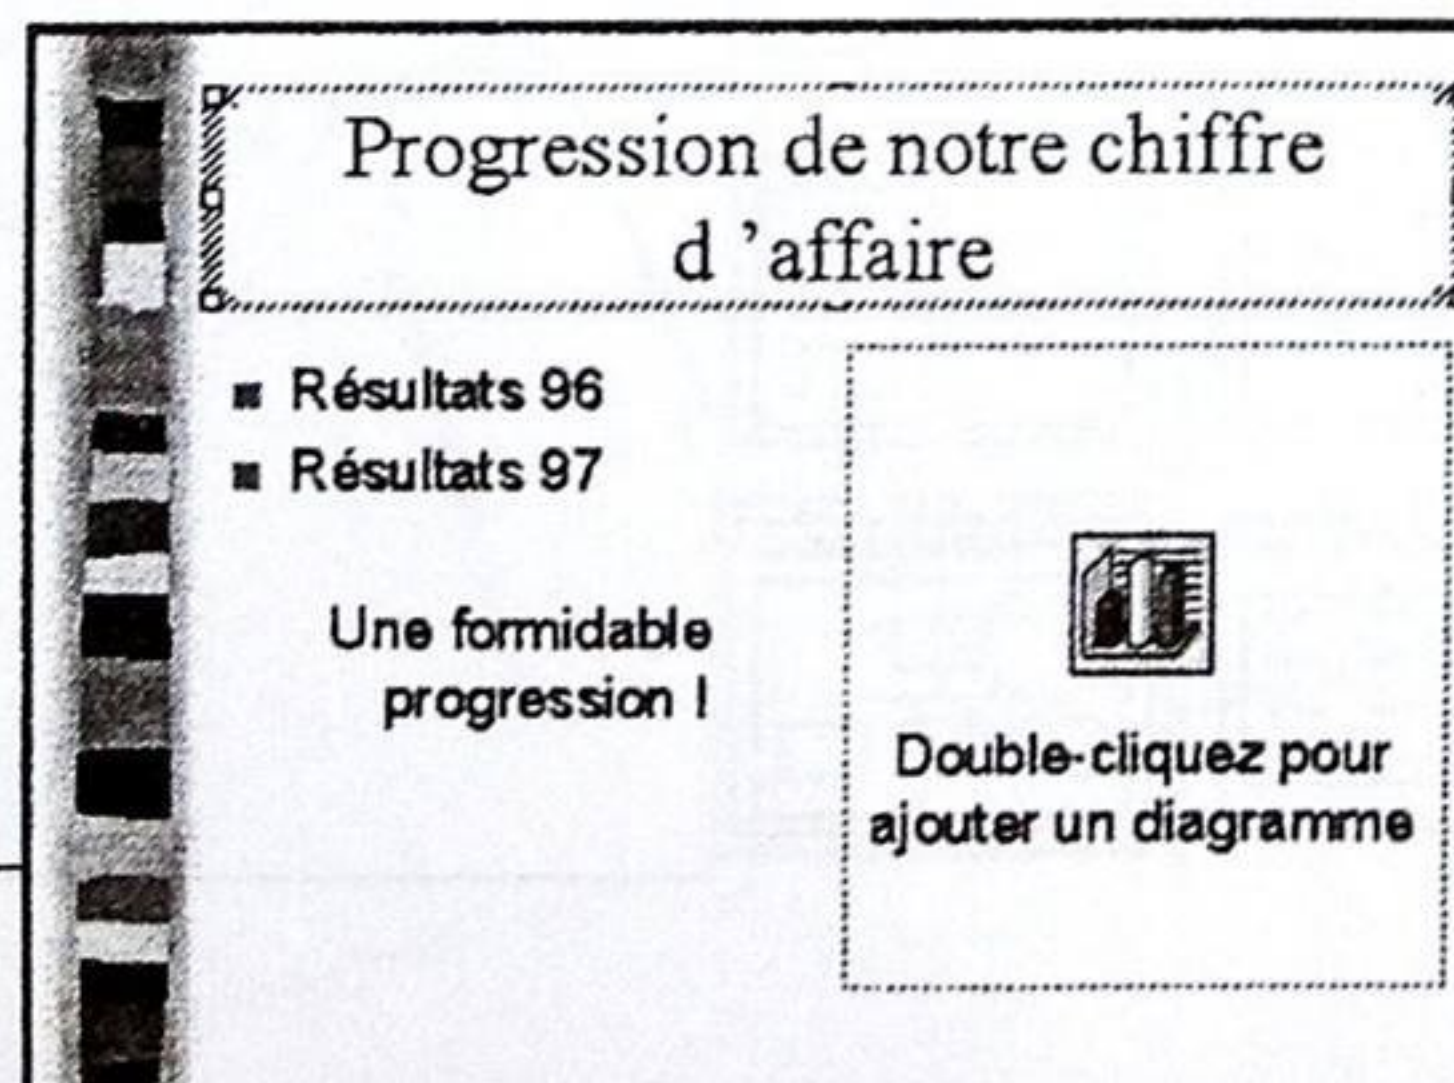 Progression de notre chiffre
d ’affaire
Résultats 96
Résultats 97
Une formidable
progression !
Double-cliquez pour
ajouter un diagramme